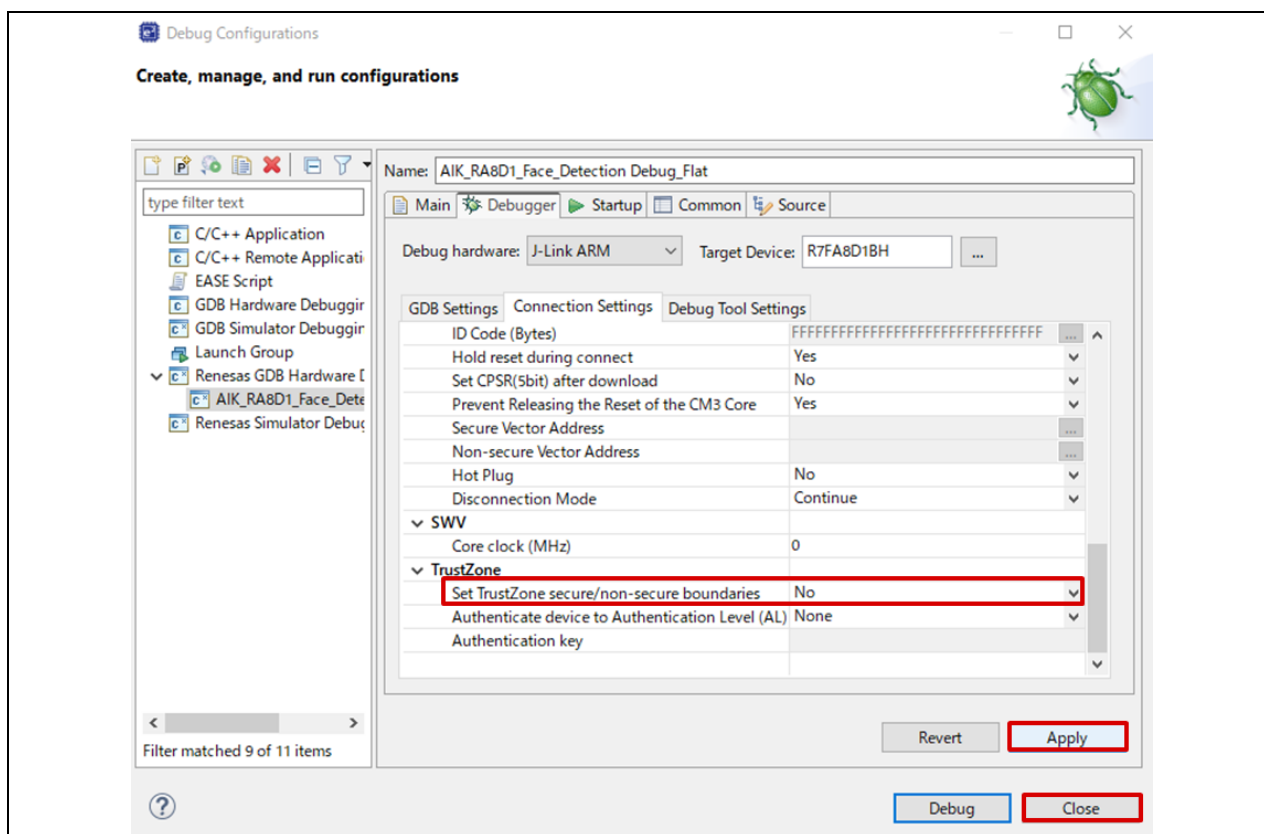 Debug Configurations
Create, manage, and run configurations
Name: AIK_RA8D1_Face_Detection Debug_Flat
type filter text
C/C++ Application
C/C++ Remote Applicati
EASE Script
GDB Hardware Debuggir
GDB Simulator Debuggir
Launch Group
Renesas GDB Hardware [
AIK_RA8D1_Face_Dete
Renesas Simulator Debug
Filter matched 9 of 11 items
Main Debugger Startup Common Source
Debug hardware: J-Link ARM Target Device: R7FA8D1BH ...
GDB Settings Connection Settings Debug Tool Settings
ID Code (Bytes) FFFFFFFFFFFFFFFFFFFFFFFFFFFFFFFF ...
Hold reset during connect Yes
Set CPSR(5bit) after download No
Prevent Releasing the Reset of the CM3 Core Yes
Secure Vector Address ...
Non-secure Vector Address ...
Hot Plug No
Disconnection Mode Continue
SWV
Core clock (MHz) 0
TrustZone
Set TrustZone secure/non-secure boundaries No
Authenticate device to Authentication Level (AL) None
Authentication key
Revert Apply
? Debug Close